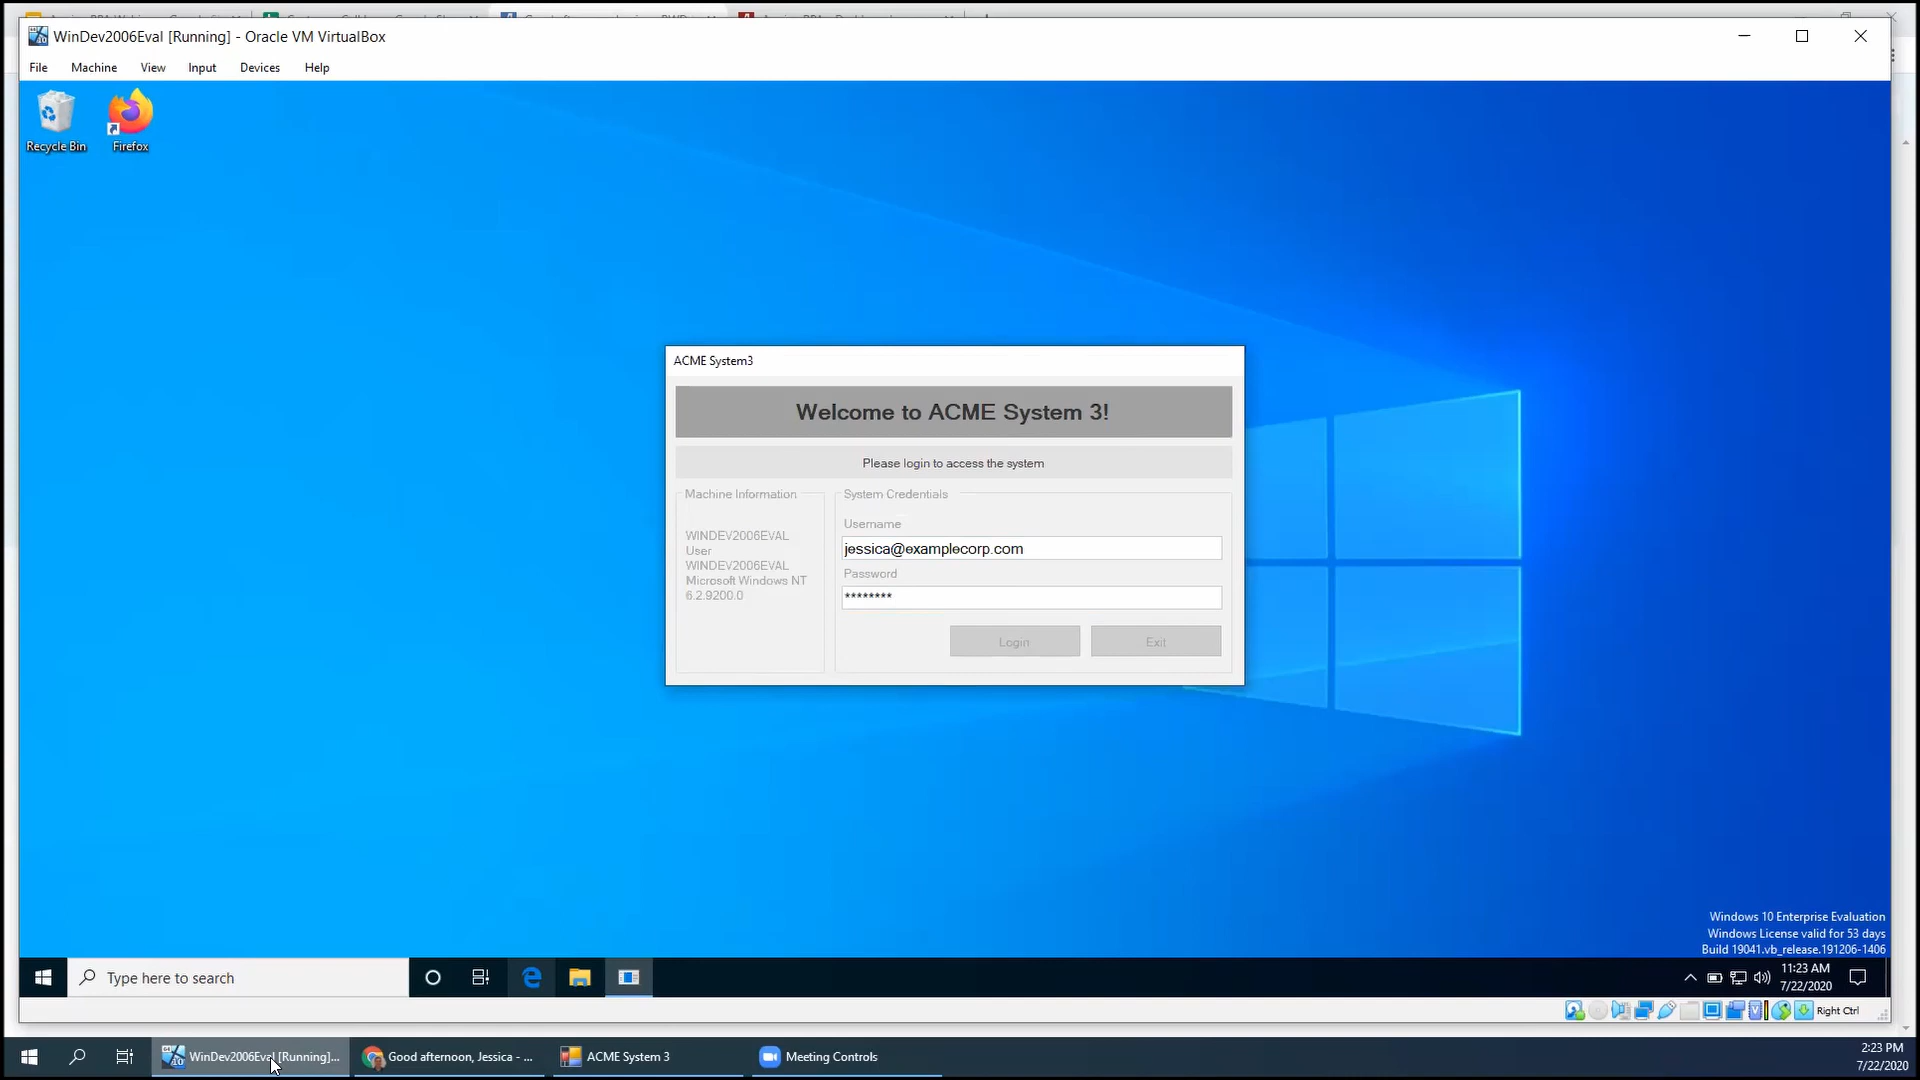 WinDev2006Eval [Running] - Oracle VM VirtualBox
File Machine View Input Devices Help
Recycle Bin
Firefox
ACME System3
Welcome to ACME System 3!
Please login to access the system
Machine Information
WINDEV2006EVAL
User
WINDEV2006EVAL
Microsoft Windows NT
6.2.9200.0
System Credentials
Username
jessica@examplecorp.com
Password
********
Login
Exit
Windows 10 Enterprise Evaluation
Windows License valid for 53 days
Build 19041.vb_release.191206-1406
Type here to search
11:23 AM
7/22/2020
Right Ctrl
WinDev2006Eval [Running]...
Good afternoon, Jessica - ...
ACME System 3
Meeting Controls
2:23 PM
7/22/2020